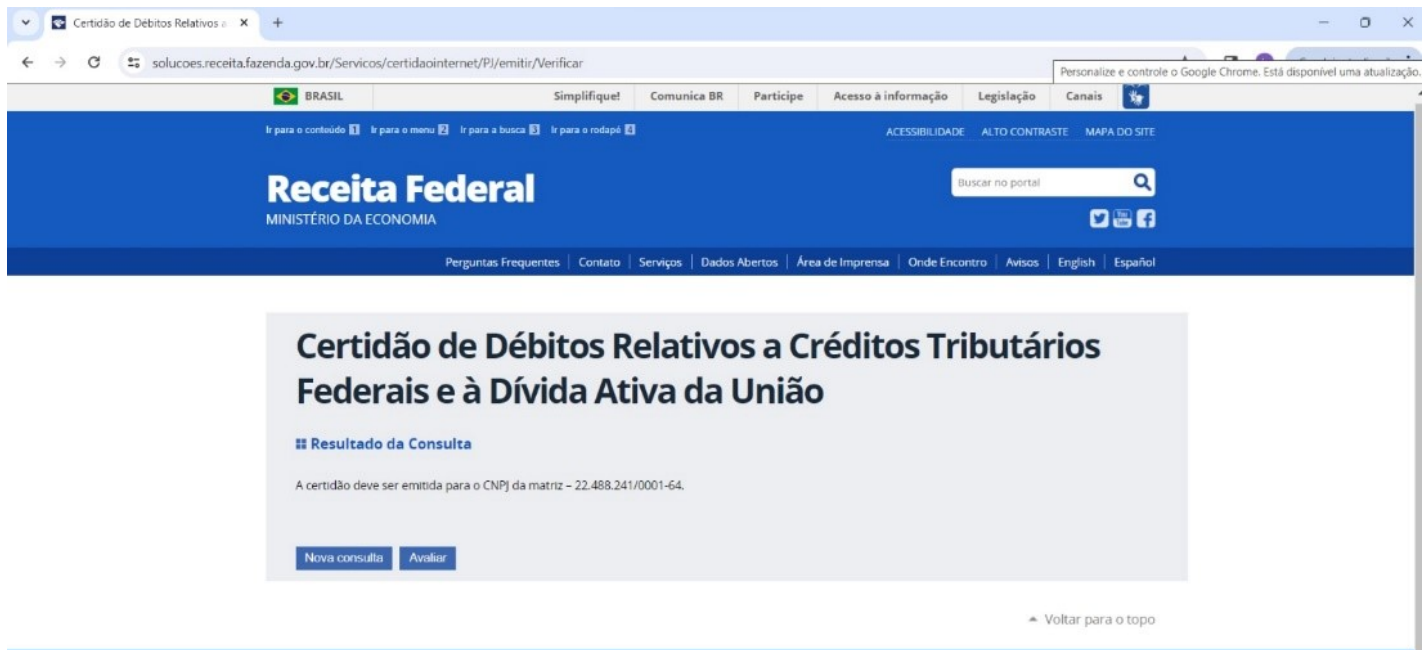 Certidão de Débitos Relativos a
solucoes.receita.fazenda.gov.br/Servicos/certidaointernet/PJ/emitir/Verificar
Personalize e controle o Google Chrome. Está disponível uma atualização.
BRASIL Simplifique! Comunica BR Participe Acesso à informação Legislação Canais
Ir para o conteúdo 1 Ir para o menu 2 Ir para a busca 3 Ir para o rodapé 4 ACESSIBILIDADE ALTO CONTRASTE MAPA DO SITE
Receita Federal
Buscar no portal
MINISTÉRIO DA ECONOMIA
You Tube
Perguntas Frequentes | Contato | Serviços | Dados Abertos | Área de Imprensa | Onde Encontro | Avisos | English | Español
Certidão de Débitos Relativos a Créditos Tributários
Federais e à Dívida Ativa da União
Resultado da Consulta
A certidão deve ser emitida para o CNPJ da matriz – 22.488.241/0001-64.
Nova consulta Avaliar
Voltar para o topo